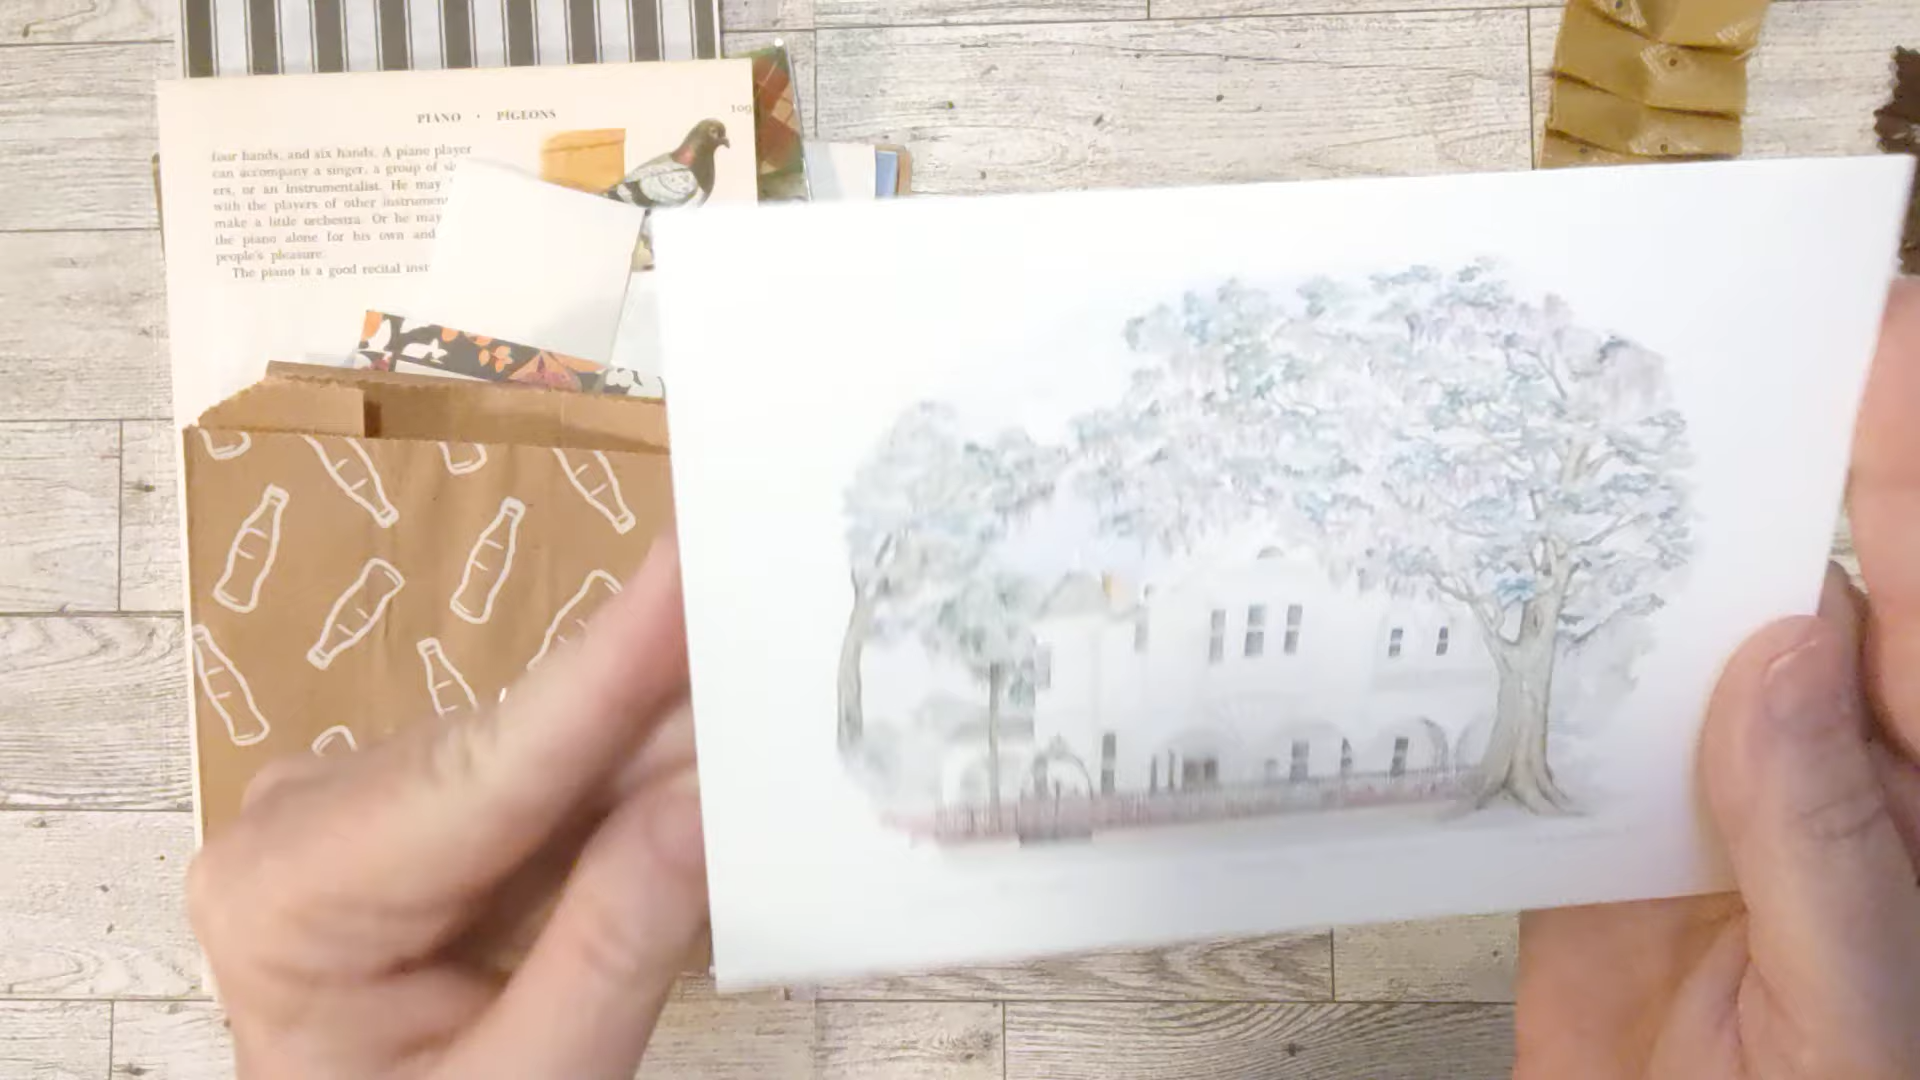 PIANO · PIGEONS
109
four hands, and six hands. A piano player
can accompany a singer, a group of
ers, or an instrumentalist. He may
with the players of other
make a little orchestra. Or he may
the piano alone for his own and
people's pleasure.
The piano is a good recital